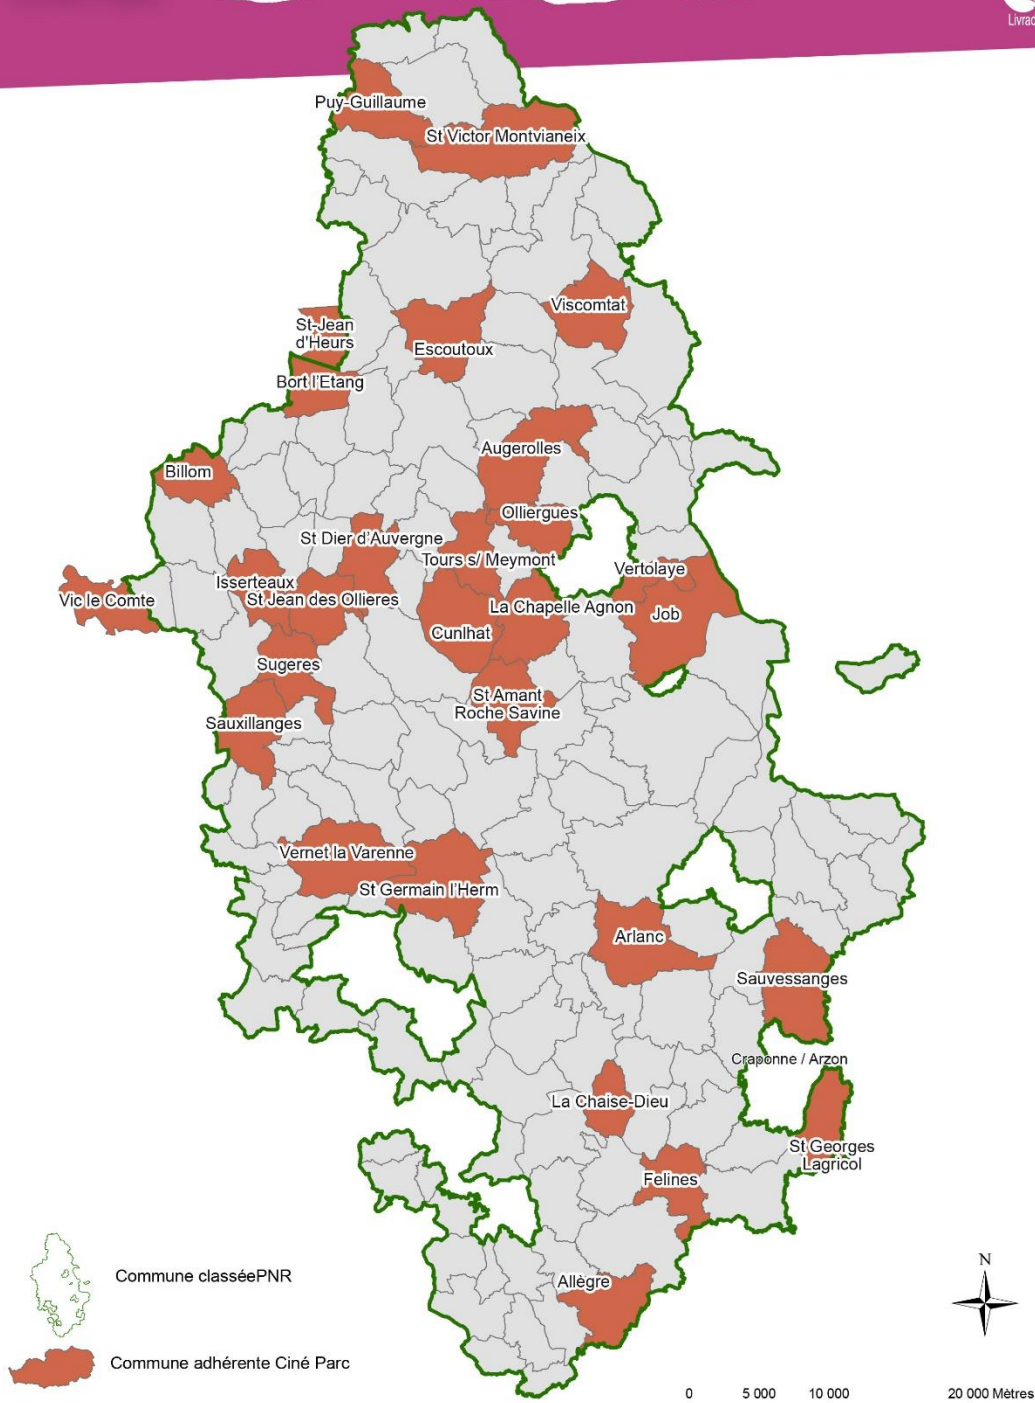 Livrad
Puy-Guillaume
St Victor Montvianeix
Viscomtat
St-Jean
d'Heurs
Escoutoux
Bort l'Etang
Augerolles
Billom
Olliergues
St Dier d'Auvergne
Tours s/ Meymont
Vertolaye
Isserteaux
Vic le Comte
St Jean des Ollieres
La Chapelle Agnon
Job
Cunlhat
Sugeres
St Amant
Roche Savine
Sauxillanges
Vernet la Varenne
St Germain l'Herm
Arlanc
Sauvessanges
Craponne / Arzon
La Chaise-Dieu
St Georges
Lagricol
Felines
Allègre
N
Commune classéePNR
Commune adhérente Ciné Parc
0 5 000 10 000 20 000 Mètres